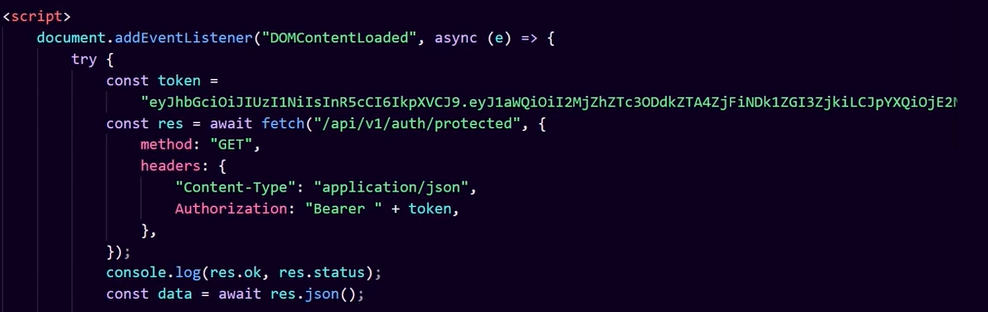 <script>
document.addEventListener("DOMContentLoaded", async (e) => {
try {
const token =
"eyJhbGciOiJIUzI1NiIsInR5cCI6IkpXVCJ9.eyJ1aWQiOiI2MjZhZTc3ODdkZTA4ZjFiNDk1ZGI3ZjkiLCJpYXQiOjE2N
const res = await fetch("/api/v1/auth/protected", {
method: "GET",
headers: {
"Content-Type": "application/json",
Authorization: "Bearer " + token,
},
});
console.log(res.ok, res.status);
const data = await res.json();